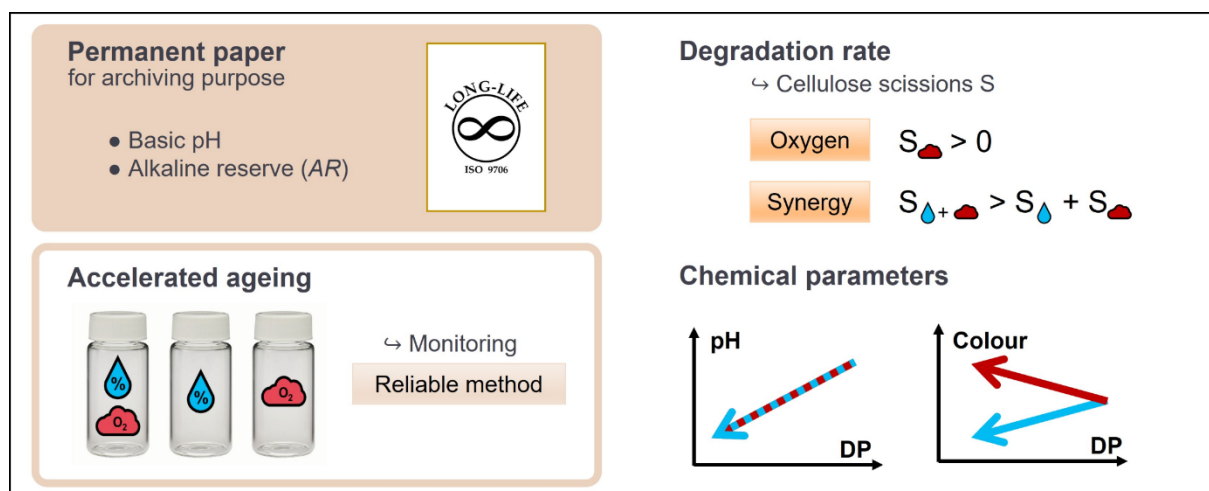 Permanent paper
for archiving purpose
● Basic pH
● Alkaline reserve (AR)
LONG-LIFE
ISO 9706
Accelerated ageing
%
O₂
%
O₂
↪ Monitoring
Reliable method
Degradation rate
↪ Cellulose scissions S
Oxygen
S > 0
Synergy
S + > S + S
Chemical parameters
pH
DP
Colour
DP